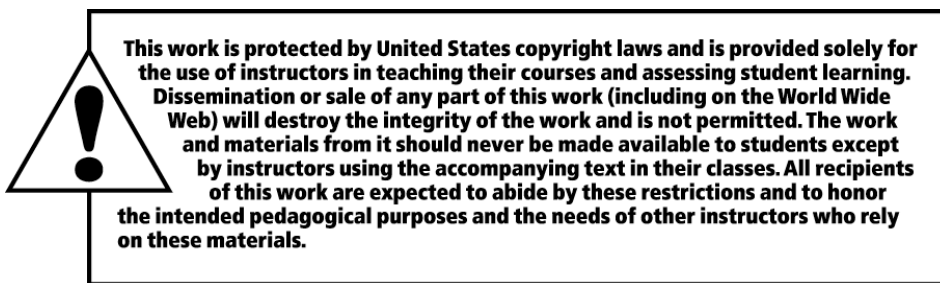 This work is protected by United States copyright laws and is provided solely for
the use of instructors in teaching their courses and assessing student learning.
Dissemination or sale of any part of this work (including on the World Wide
Web) will destroy the integrity of the work and is not permitted. The work
and materials from it should never be made available to students except
by instructors using the accompanying text in their classes. All recipients
of this work are expected to abide by these restrictions and to honor
the intended pedagogical purposes and the needs of other instructors who rely
on these materials.